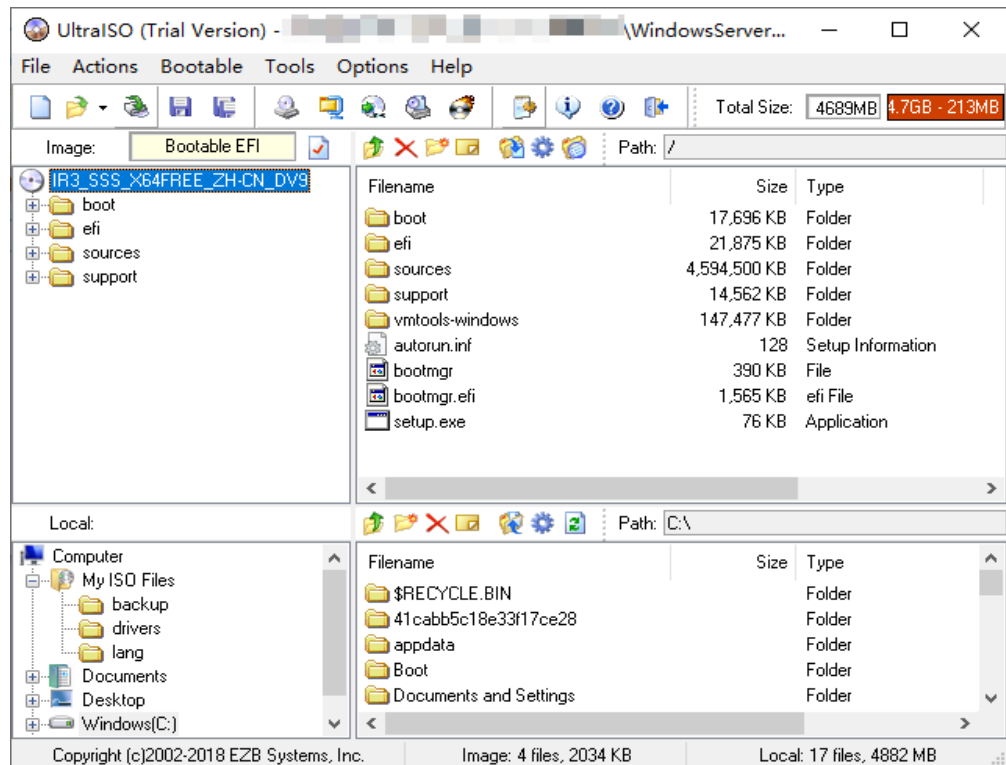 UltraISO (Trial Version) - \WindowsServer...
File Actions Bootable Tools Options Help
Total Size: 4689MB 4.7GB - 213MB
Image: Bootable EFI Path: /
IR3_SSS_X64FREE_ZH-CN_DV9
boot
efi
sources
support
Filename Size Type
boot 17,696 KB Folder
efi 21,875 KB Folder
sources 4,594,500 KB Folder
support 14,562 KB Folder
vmtools-windows 147,477 KB Folder
autorun.inf 128 Setup Information
bootmgr 390 KB File
bootmgr.efi 1,565 KB efi File
setup.exe 76 KB Application
Local: Path: C:\
Computer
My ISO Files
backup
drivers
lang
Documents
Desktop
Windows(C:)
Filename Size Type
$RECYCLE.BIN Folder
41cabb5c18e33f17ce28 Folder
appdata Folder
Boot Folder
Documents and Settings Folder
Copyright (c)2002-2018 EZB Systems, Inc. Image: 4 files, 2034 KB Local: 17 files, 4882 MB